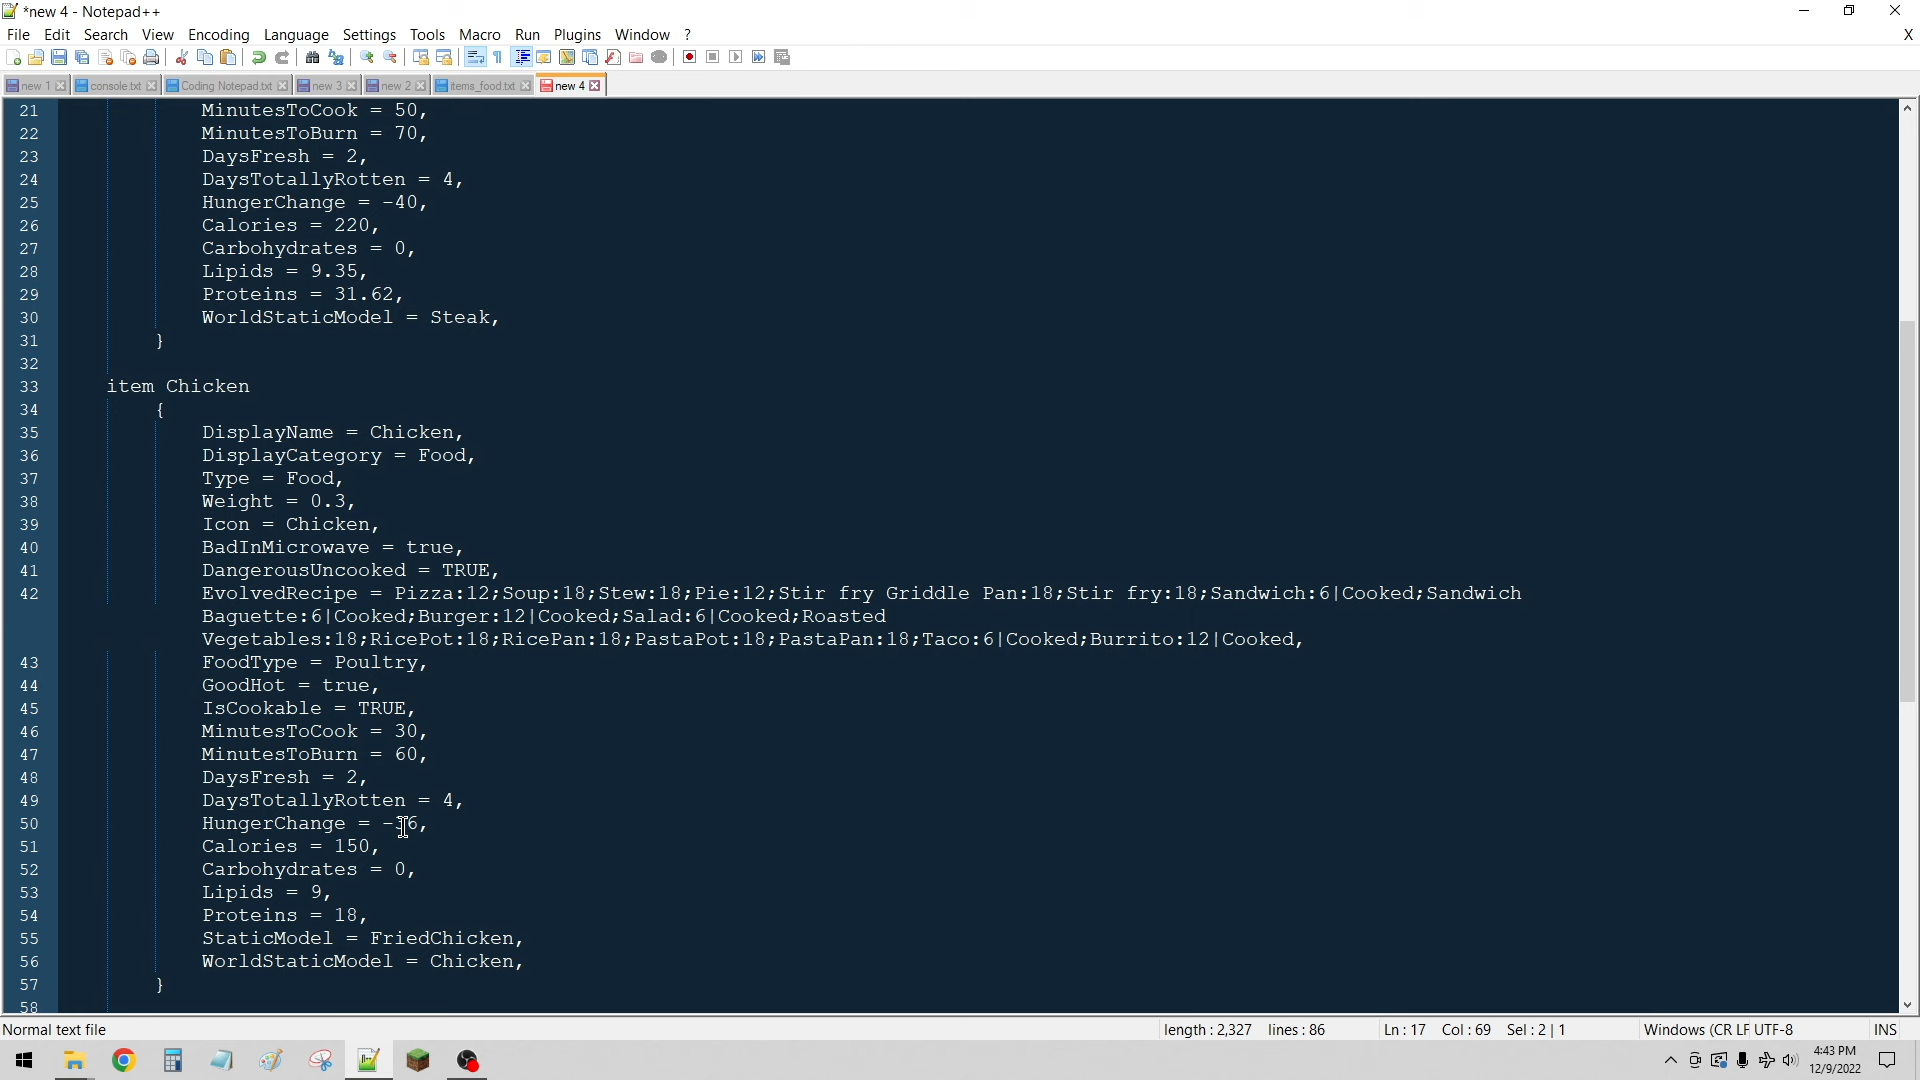 *new 4 - Notepad++
File Edit Search View Encoding Language Settings Tools Macro Run Plugins Window ? X
new 1 console.txt Coding Notepad.txt new 3 new 2 items_food.txt new 4
21 MinutesToCook = 50,
22 MinutesToBurn = 70,
23 DaysFresh = 2,
24 DaysTotallyRotten = 4,
25 HungerChange = -40,
26 Calories = 220,
27 Carbohydrates = 0,
28 Lipids = 9.35,
29 Proteins = 31.62,
30 WorldStaticModel = Steak,
31 }
32
33 item Chicken
34 {
35 DisplayName = Chicken,
36 DisplayCategory = Food,
37 Type = Food,
38 Weight = 0.3,
39 Icon = Chicken,
40 BadInMicrowave = true,
41 DangerousUncooked = TRUE,
42 EvolvedRecipe = Pizza:12;Soup:18;Stew:18;Pie:12;Stir fry Griddle Pan:18;Stir fry:18;Sandwich:6|Cooked;Sandwich
Baguette:6|Cooked;Burger:12|Cooked;Salad:6|Cooked;Roasted
Vegetables:18;RicePot:18;RicePan:18;PastaPot:18;PastaPan:18;Taco:6|Cooked;Burrito:12|Cooked,
43 FoodType = Poultry,
44 GoodHot = true,
45 IsCookable = TRUE,
46 MinutesToCook = 30,
47 MinutesToBurn = 60,
48 DaysFresh = 2,
49 DaysTotallyRotten = 4,
50 HungerChange = -36,
51 Calories = 150,
52 Carbohydrates = 0,
53 Lipids = 9,
54 Proteins = 18,
55 StaticModel = FriedChicken,
56 WorldStaticModel = Chicken,
57 }
58
Normal text file length : 2,327 lines : 86 Ln : 17 Col : 69 Sel : 2 | 1 Windows (CR LF UTF-8 INS
4:43 PM
12/9/2022